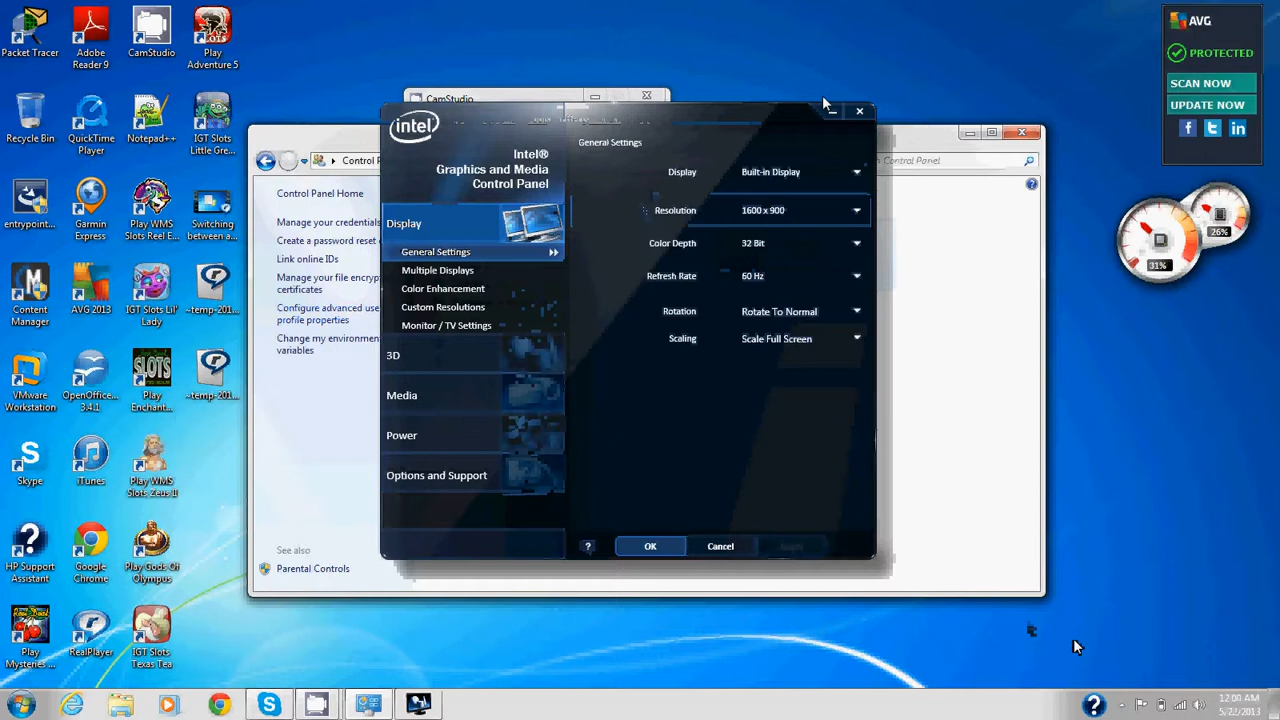 Packet Tracer
Adobe
Reader 9
CamStudio
Play
Adventure 5
Recycle Bin
QuickTime
Player
Notepad++
IGT Slots
Little Gre...
entrypoint...
Garmin
Express
Play WMS
Slots Reel E...
Switching
between a...
Content
Manager
AVG 2013
IGT Slots Lil'
Lady
~temp-201...
VMware
Workstation
OpenOffice...
3.4.1
Play
Enchant...
~temp-201...
Skype
iTunes
Play WMS
Slots Zeus II
HP Support
Assistant
Google
Chrome
Play Gods Of
Olympus
Play
Mysteries ...
RealPlayer
IGT Slots
Texas Tea
CamStudio
Control P
Control Panel
Control Panel Home
Manage your credentials
Create a password reset
Link online IDs
Manage your file encryp
certificates
Configure advanced use
profile properties
Change my environmen
variables
See also
Parental Controls
intel
Intel®
Graphics and Media
Control Panel
Display
General Settings
Multiple Displays
Color Enhancement
Custom Resolutions
Monitor / TV Settings
3D
Media
Power
Options and Support
General Settings
Display Built-in Display
Resolution 1600 x 900
Color Depth 32 Bit
Refresh Rate 60 Hz
Rotation Rotate To Normal
Scaling Scale Full Screen
? OK Cancel
AVG
PROTECTED
SCAN NOW
UPDATE NOW
31%
26%
12:00 AM
5/22/2013